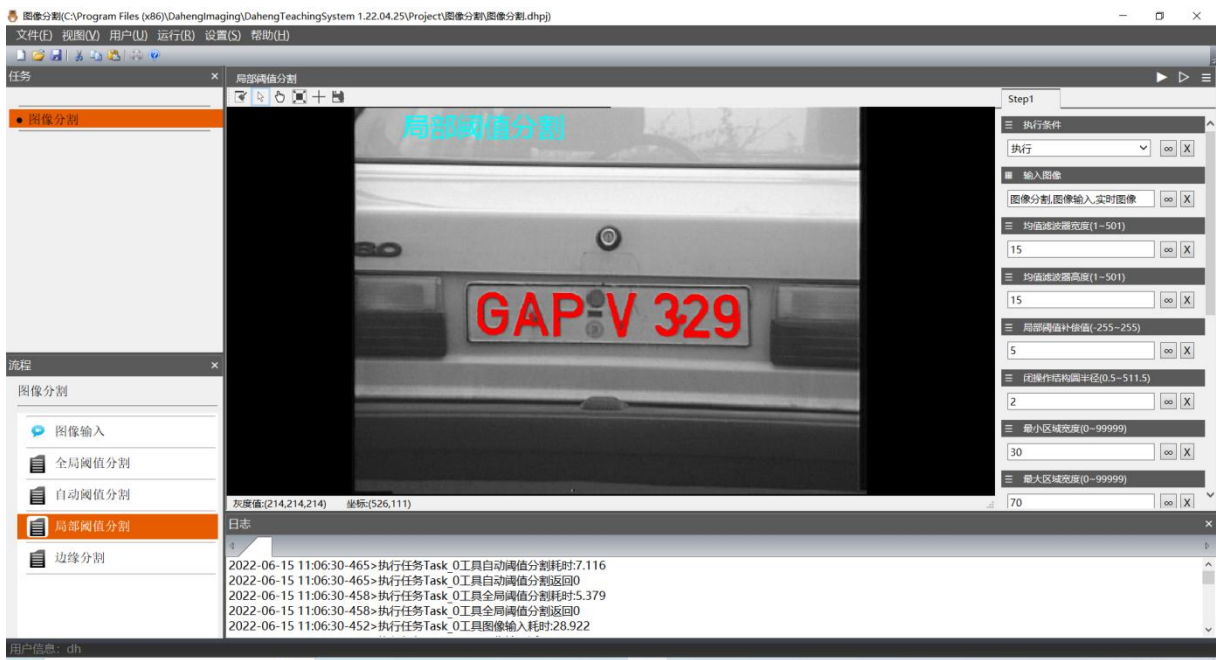 图像分割(C:\Program Files (x86)\DahengImaging\DahengTeachingSystem 1.22.04.25\Project\图像分割\图像分割.dhpj)
文件(F) 视图(V) 用户(U) 运行(R) 设置(S) 帮助(H)
任务
图像分割
流程
图像分割
图像输入
全局阈值分割
自动阈值分割
局部阈值分割
边缘分割
局部阈值分割
局部阈值分割
GAP V 329
灰度值:(214,214,214) 坐标:(526,111)
日志
2022-06-15 11:06:30-465>执行任务Task_0工具自动阈值分割耗时:7.116
2022-06-15 11:06:30-465>执行任务Task_0工具自动阈值分割返回0
2022-06-15 11:06:30-458>执行任务Task_0工具全局阈值分割耗时:5.379
2022-06-15 11:06:30-458>执行任务Task_0工具全局阈值分割返回0
2022-06-15 11:06:30-452>执行任务Task_0工具图像输入耗时:28.922
Step1
执行条件
执行
输入图像
图像分割,图像输入,实时图像
均值滤波器宽度(1~501)
15
均值滤波器高度(1~501)
15
局部阈值补偿值(-255~255)
5
闭操作结构圆半径(0.5~511.5)
2
最小区域宽度(0~99999)
30
最大区域宽度(0~99999)
70
用户信息: dh